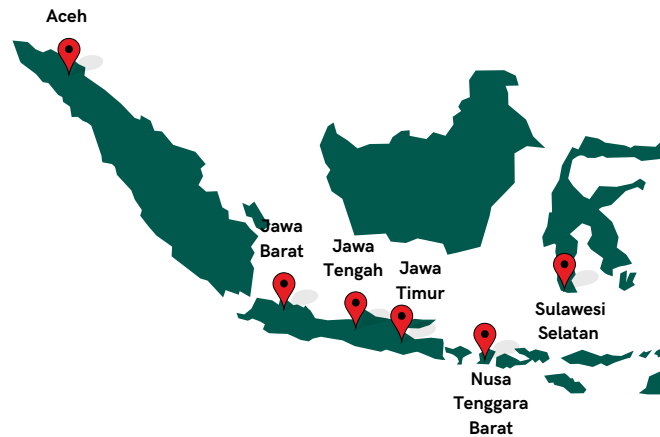 Aceh
Jawa
Barat
Jawa
Tengah
Jawa
Timur
Sulawesi
Selatan
Nusa
Tenggara
Barat